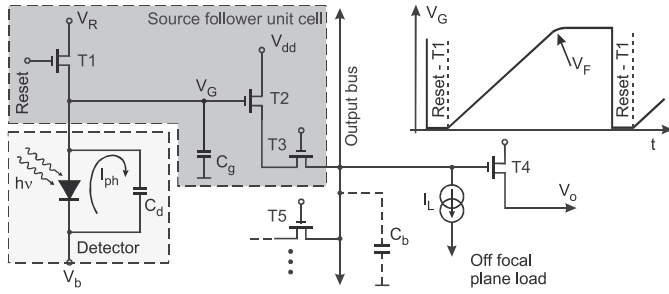 Source follower unit cell
V_R
T1
Reset
V_dd
V_G
T2
T3
C_g
hν
I_ph
C_d
Detector
V_b
T5
Output bus
C_b
I_L
T4
V_o
Off focal
plane load
V_G
Reset - T1
V_F
Reset - T1
t